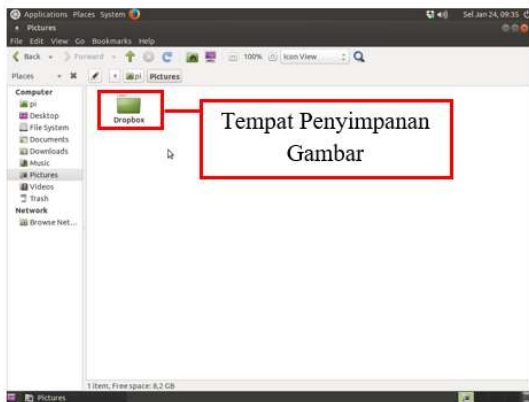 Applications Places System Sel Jan 24, 09:35
Pictures
File Edit View Go Bookmarks Help
Back Forward 100% Icon View
Places pi Pictures
Computer
pi
Desktop
File System
Documents
Downloads
Music
Pictures
Videos
Trash
Network
Browse Net...
Dropbox
Tempat Penyimpanan
Gambar
1 item, Free space: 8,2 GB
Pictures